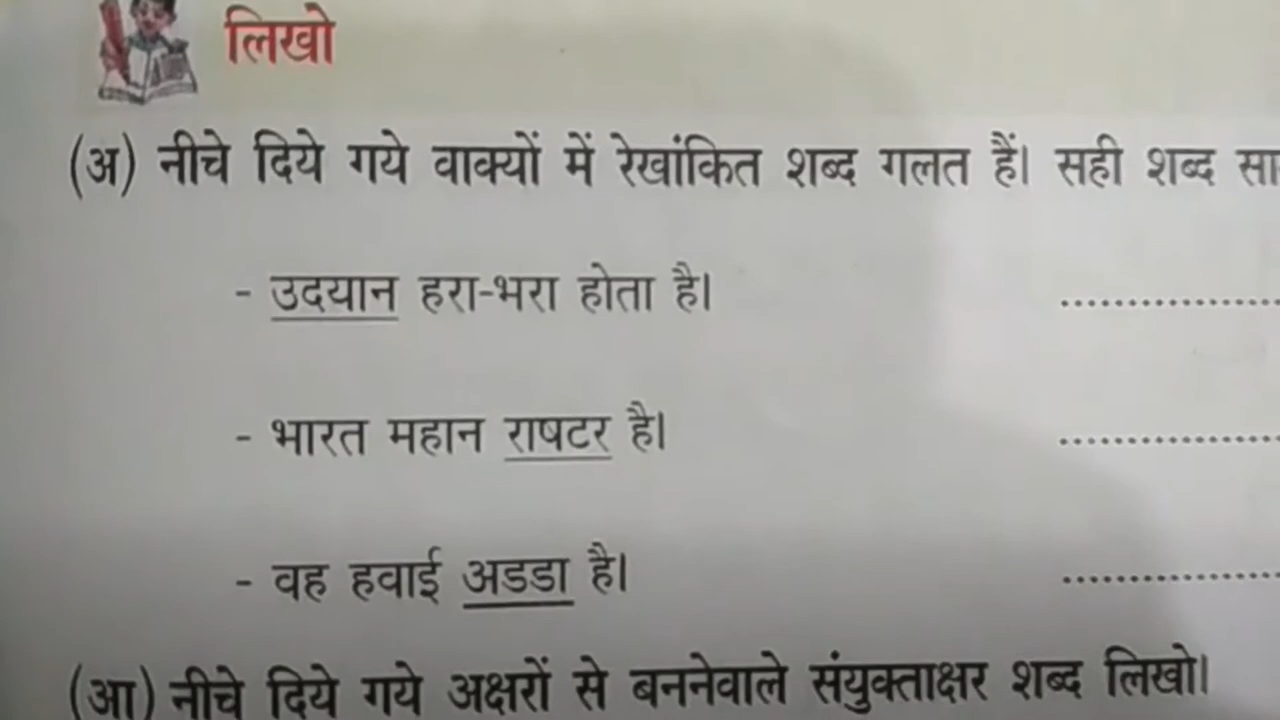 लिखो
(अ) नीचे दिये गये वाक्यों में रेखांकित शब्द गलत हैं। सही शब्द
- उदयान हरा-भरा होता है। ....................
- भारत महान राषटर है। ....................
- वह हवाई अडडा है। ....................
(आ) नीचे दिये गये अक्षरों से बननेवाले संयुक्ताक्षर शब्द लिखो।